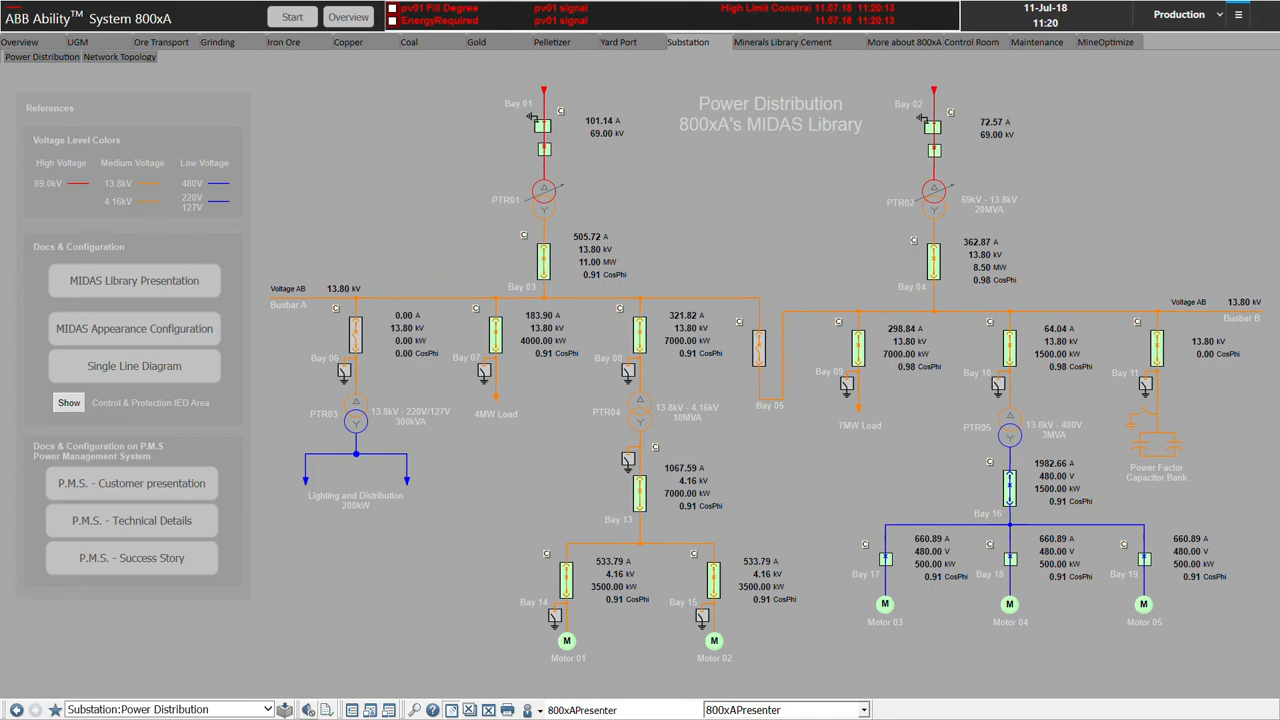 ABB Ability™ System 800xA
Start
Overview
pv01 Fill Degree pv01 signal High Limit Constral 11.07.18 11:20:13
EnergyRequired pv01 signal 11.07.18 11:20:13
11-Jul-18
11:20
Production
Overview UGM Ore Transport Grinding Iron Ore Copper Coal Gold Pelletizer Yard Port Substation Minerals Library Cement More about 800xA Control Room Maintenance MineOptimize
Power Distribution Network Topology
References
Voltage Level Colors
High Voltage Medium Voltage Low Voltage
69.0kV 13.8kV 480V
4.16kV 220V
127V
Docs & Configuration
MIDAS Library Presentation
MIDAS Appearance Configuration
Single Line Diagram
Show Control & Protection IED Area
Docs & Configuration on P.M.S
Power Management System
P.M.S. - Customer presentation
P.M.S. - Technical Details
P.M.S. - Success Story
Power Distribution
800xA's MIDAS Library
Bay 01
C
101.14 A
69.00 kV
PTR01
C
505.72 A
13.80 kV
11.00 MW
0.91 CosPhi
Bay 03
Bay 02
C
72.57 A
69.00 kV
PTR02
69kV - 13.8kV
20MVA
C
362.87 A
13.80 kV
8.50 MW
0.98 CosPhi
Bay 04
Voltage AB 13.80 kV
Busbar A
Voltage AB 13.80 kV
Busbar B
C
0.00 A
13.80 kV
0.00 kW
0.00 CosPhi
Bay 06
C
183.90 A
13.80 kV
4000.00 kW
0.91 CosPhi
Bay 07
C
321.82 A
13.80 kV
7000.00 kW
0.91 CosPhi
Bay 08
C
Bay 05
C
298.84 A
13.80 kV
7000.00 kW
0.98 CosPhi
Bay 09
C
64.04 A
13.80 kV
1500.00 kW
0.98 CosPhi
Bay 10
C
13.80 kV
0.00 CosPhi
Bay 11
PTR03
13.8kV - 220V/127V
300kVA
4MW Load
PTR04
13.8kV - 4.16kV
10MVA
7MW Load
PTR05
13.8kV - 480V
3MVA
Power Factor
Capacitor Bank
Lighting and Distribution
200kW
C
1067.59 A
4.16 kV
7000.00 kW
0.91 CosPhi
Bay 13
C
1982.66 A
480.00 V
1500.00 kW
0.91 CosPhi
Bay 16
C
533.79 A
4.16 kV
3500.00 kW
0.91 CosPhi
Bay 14
M
Motor 01
C
533.79 A
4.16 kV
3500.00 kW
0.91 CosPhi
Bay 15
M
Motor 02
C
660.89 A
480.00 V
500.00 kW
0.91 CosPhi
Bay 17
M
Motor 03
C
660.89 A
480.00 V
500.00 kW
0.91 CosPhi
Bay 18
M
Motor 04
C
660.89 A
480.00 V
500.00 kW
0.91 CosPhi
Bay 19
M
Motor 05
Substation:Power Distribution
800xAPresenter
800xAPresenter